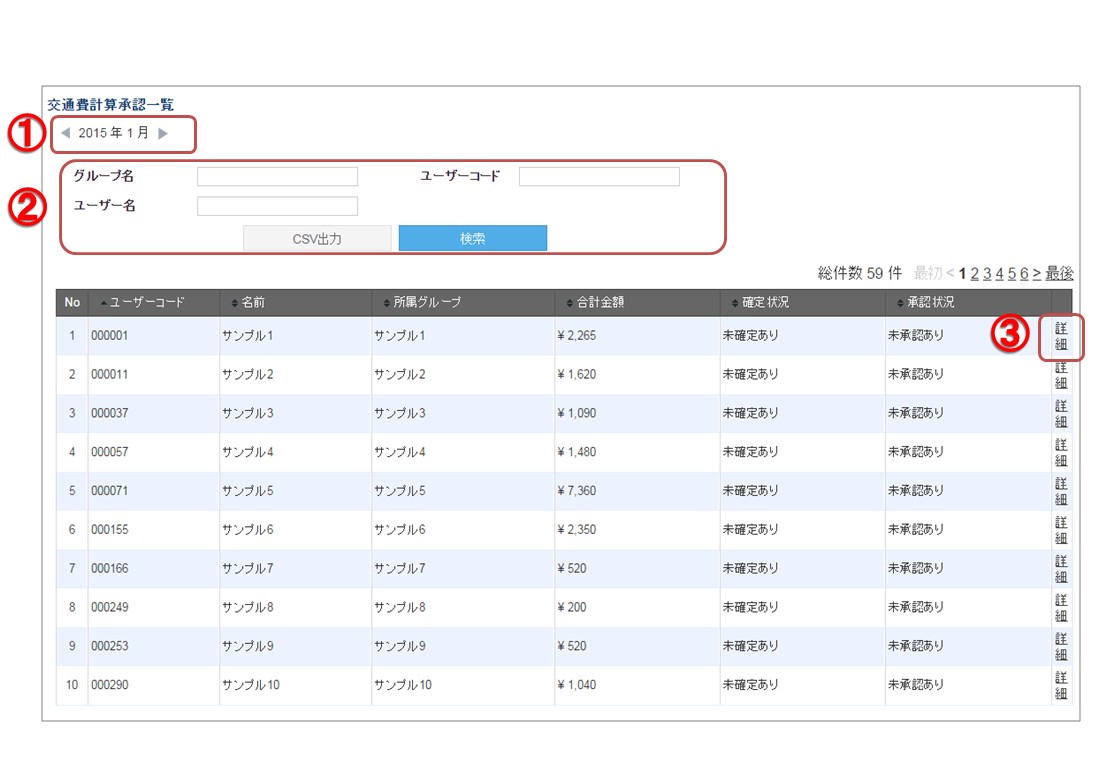 交通費計算承認一覧
① ◀ 2015 年 1 月 ▶
② グループ名 ユーザーコード
ユーザー名
CSV出力 検索
総件数 59 件 最初 < 1 2 3 4 5 6 > 最後
No ユーザーコード 名前 所属グループ 合計金額 確定状況 承認状況
1 000001 サンプル1 サンプル1 ¥ 2,265 未確定あり 未承認あり ③ 詳細
2 000011 サンプル2 サンプル2 ¥ 1,620 未確定あり 未承認あり 詳細
3 000037 サンプル3 サンプル3 ¥ 1,090 未確定あり 未承認あり 詳細
4 000057 サンプル4 サンプル4 ¥ 1,480 未確定あり 未承認あり 詳細
5 000071 サンプル5 サンプル5 ¥ 7,360 未確定あり 未承認あり 詳細
6 000155 サンプル6 サンプル6 ¥ 2,350 未確定あり 未承認あり 詳細
7 000166 サンプル7 サンプル7 ¥ 520 未確定あり 未承認あり 詳細
8 000249 サンプル8 サンプル8 ¥ 200 未確定あり 未承認あり 詳細
9 000253 サンプル9 サンプル9 ¥ 520 未確定あり 未承認あり 詳細
10 000290 サンプル10 サンプル10 ¥ 1,040 未確定あり 未承認あり 詳細